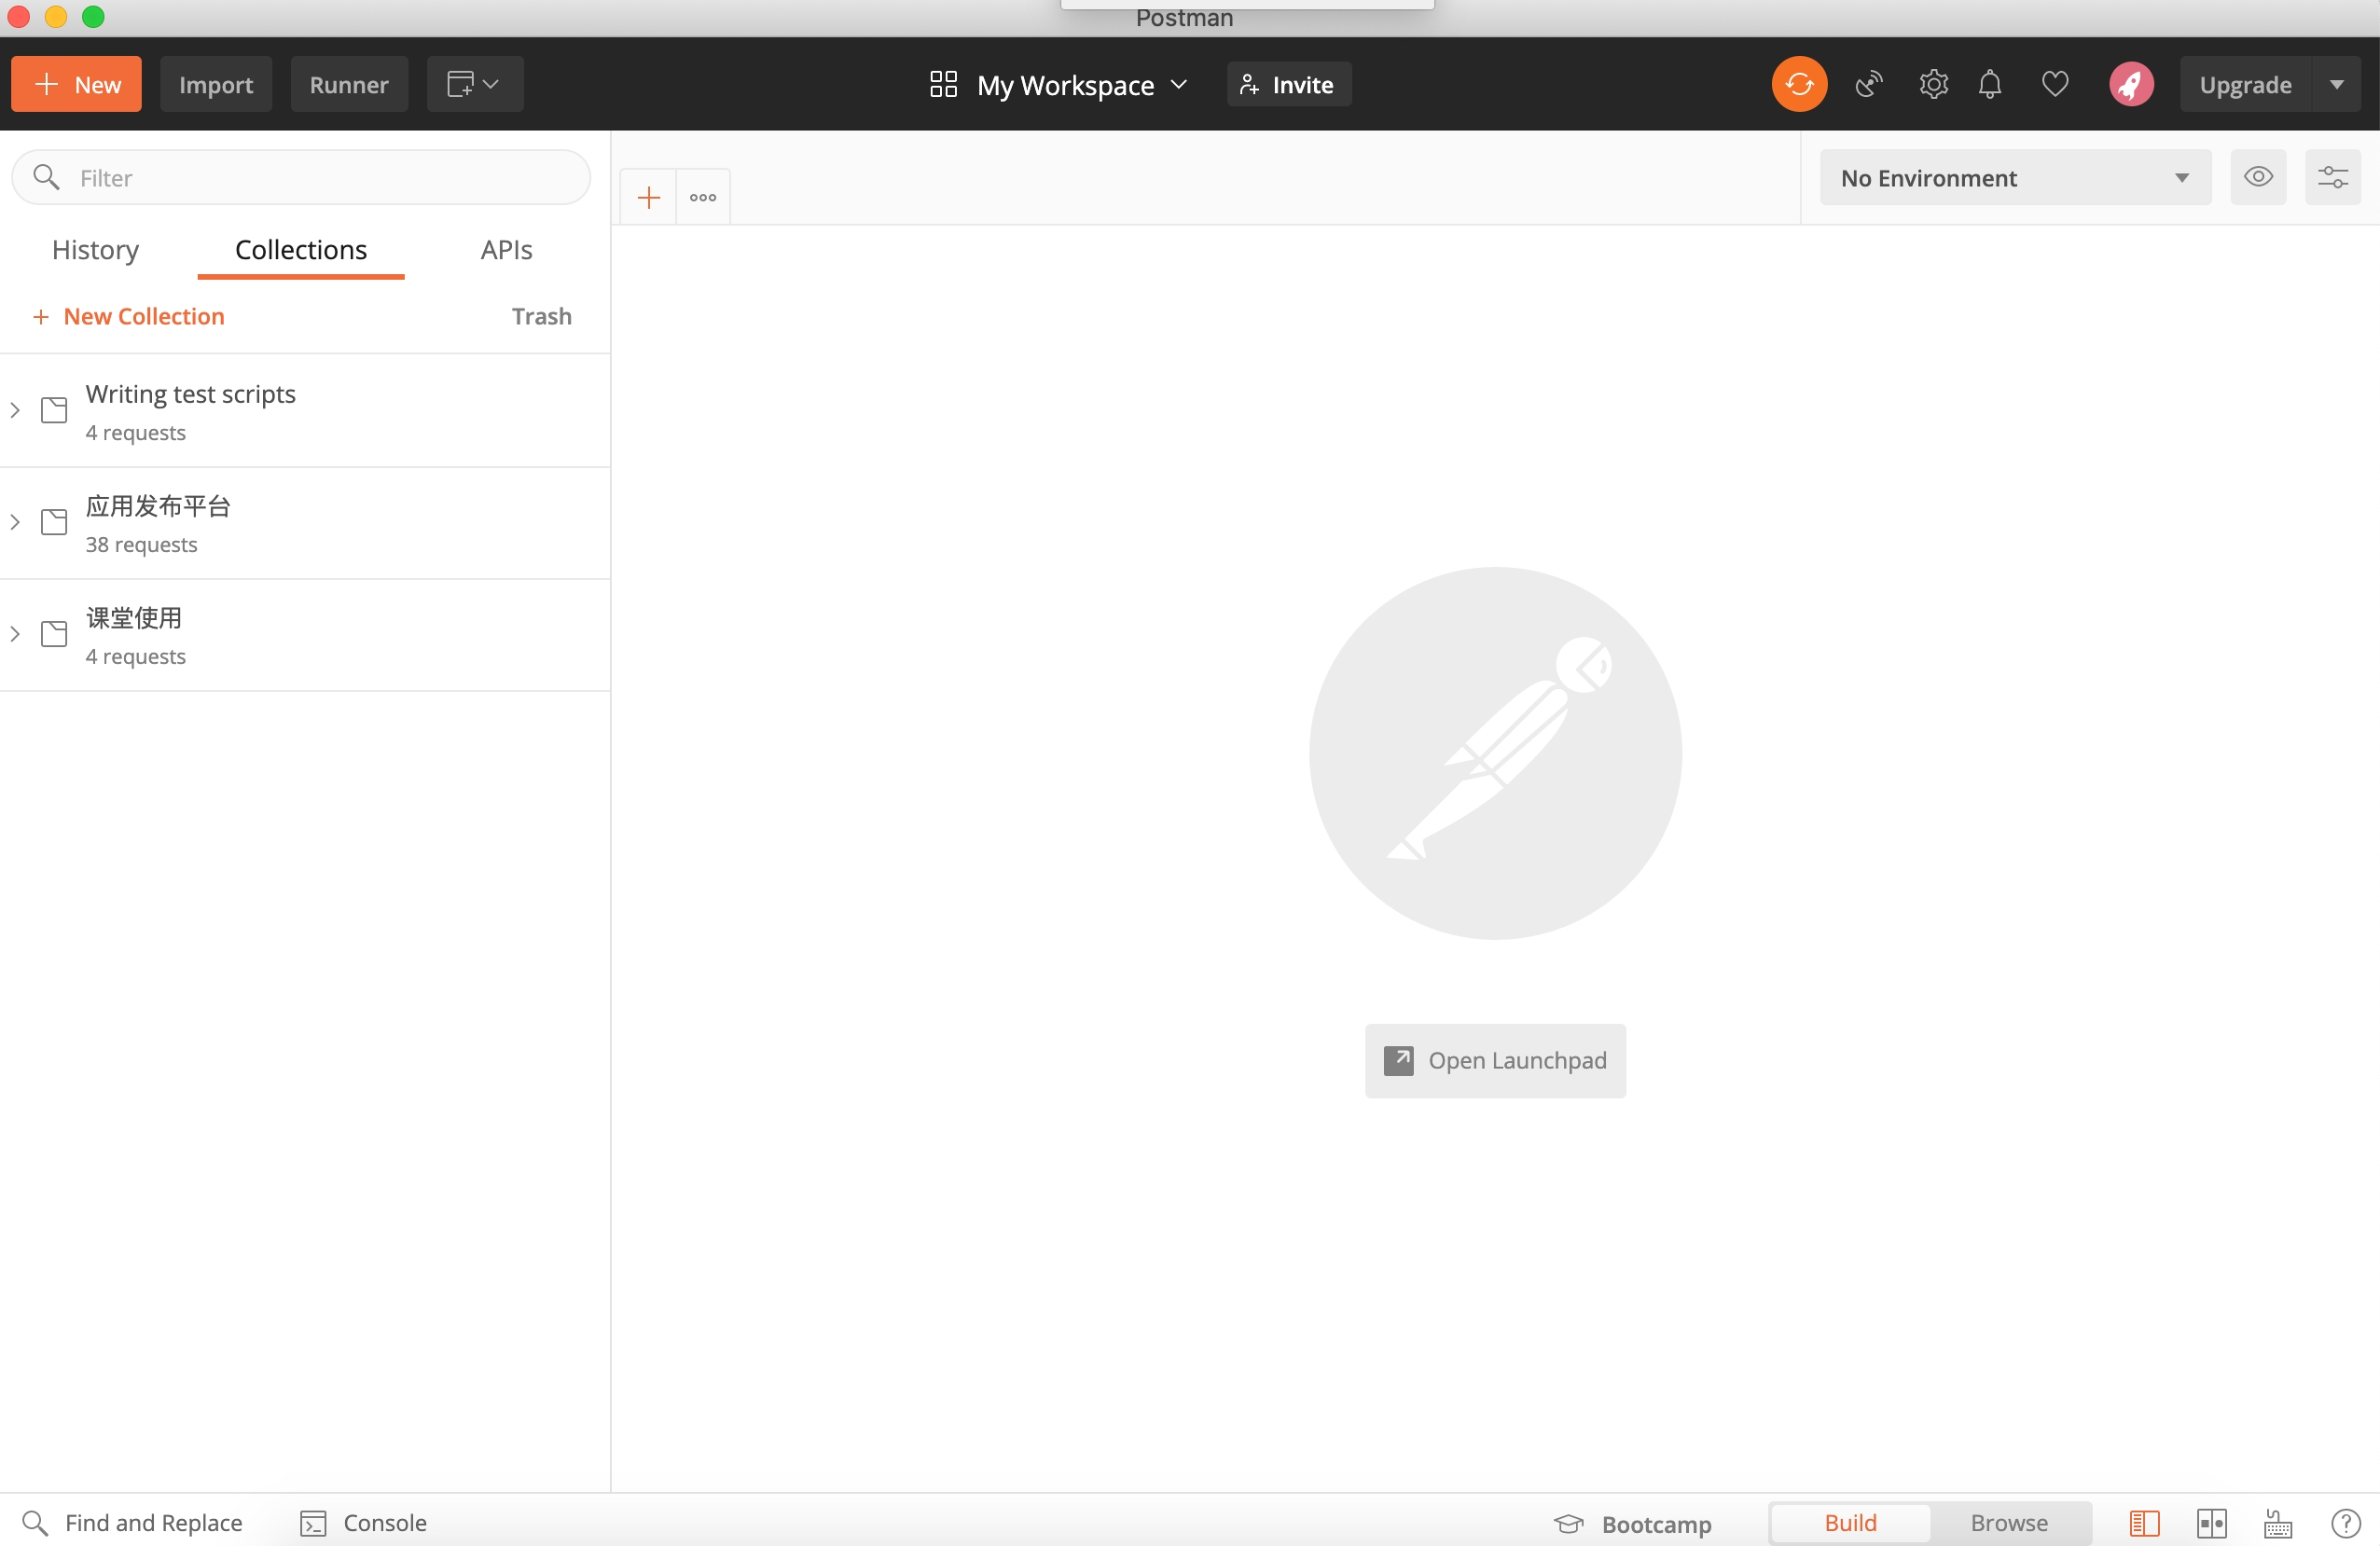 Postman
New
Import
Runner
My Workspace
Invite
Upgrade
Filter
No Environment
History
Collections
APIs
New Collection
Trash
Writing test scripts
4 requests
应用发布平台
38 requests
课堂使用
4 requests
Open Launchpad
Find and Replace
Console
Bootcamp
Build
Browse